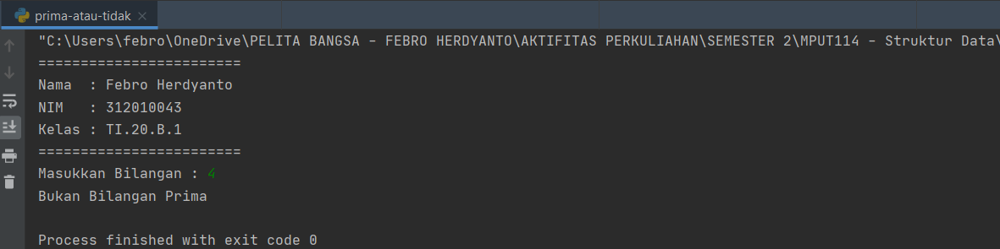 prima-atau-tidak
"C:\Users\febro\OneDrive\PELITA BANGSA - FEBRO HERDYANTO\AKTIFITAS PERKULIAHAN\SEMESTER 2\MPUT114 - Struktur Data\
========================
Nama  : Febro Herdyanto
NIM   : 312010043
Kelas : TI.20.B.1
========================
Masukkan Bilangan : 4
Bukan Bilangan Prima
Process finished with exit code 0